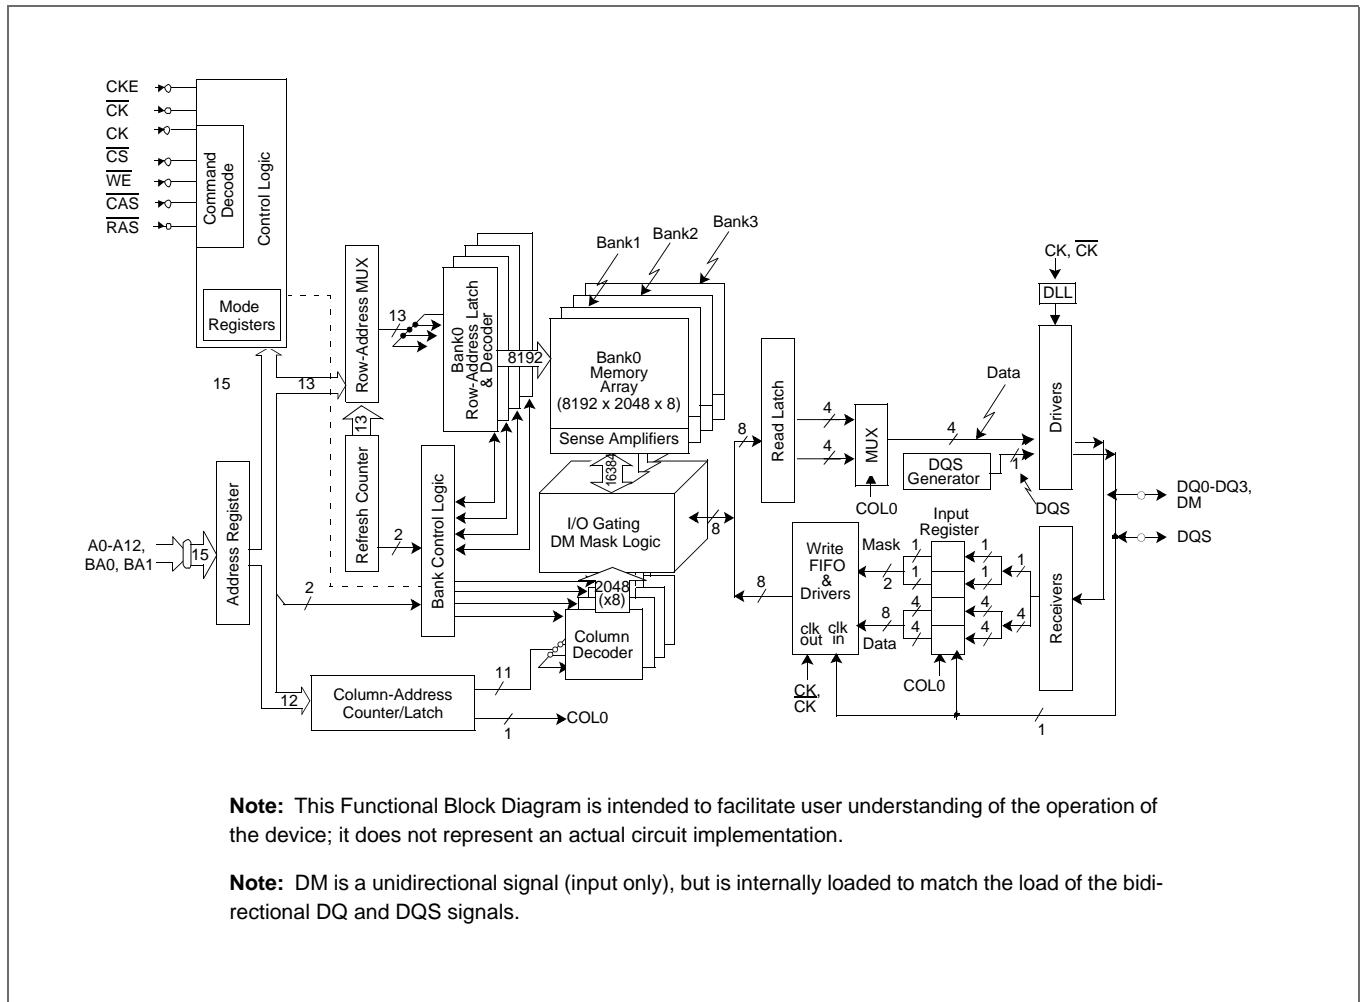 CKE
CK
CK
CS
WE
CAS
RAS
Command
Decode
Control Logic
Mode
Registers
15
13
Row-Address MUX
13
Refresh Counter
13
Bank0
Row-Address Latch
& Decoder
8192
Bank1
Bank2
Bank3
Bank0
Memory
Array
(8192 x 2048 x 8)
Sense Amplifiers
16384
I/O Gating
DM Mask Logic
2
Bank Control Logic
A0-A12,
BA0, BA1
15
Address Register
2
12
Column-Address
Counter/Latch
11
1
COL0
2048
(x8)
Column
Decoder
8
8
Read Latch
4
4
MUX
COL0
4
Data
DQS
Generator
1
DQS
CK, CK
DLL
Drivers
DQ0-DQ3,
DM
DQS
8
Write
FIFO
&
Drivers
clk
out
clk
in
CK,
CK
Mask
2
1
1
8
Data
4
4
Input
Register
COL0
1
1
4
4
1
4
Receivers
1
Note: This Functional Block Diagram is intended to facilitate user understanding of the operation of
the device; it does not represent an actual circuit implementation.
Note: DM is a unidirectional signal (input only), but is internally loaded to match the load of the bidi-
rectional DQ and DQS signals.